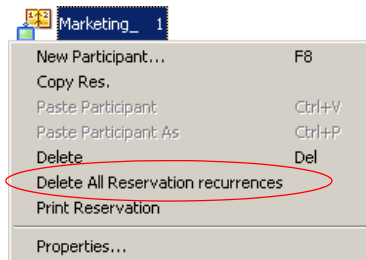 Marketing_ 1
New Participant... F8
Copy Res.
Paste Participant Ctrl+V
Paste Participant As Ctrl+P
Delete Del
Delete All Reservation recurrences
Print Reservation
Properties...